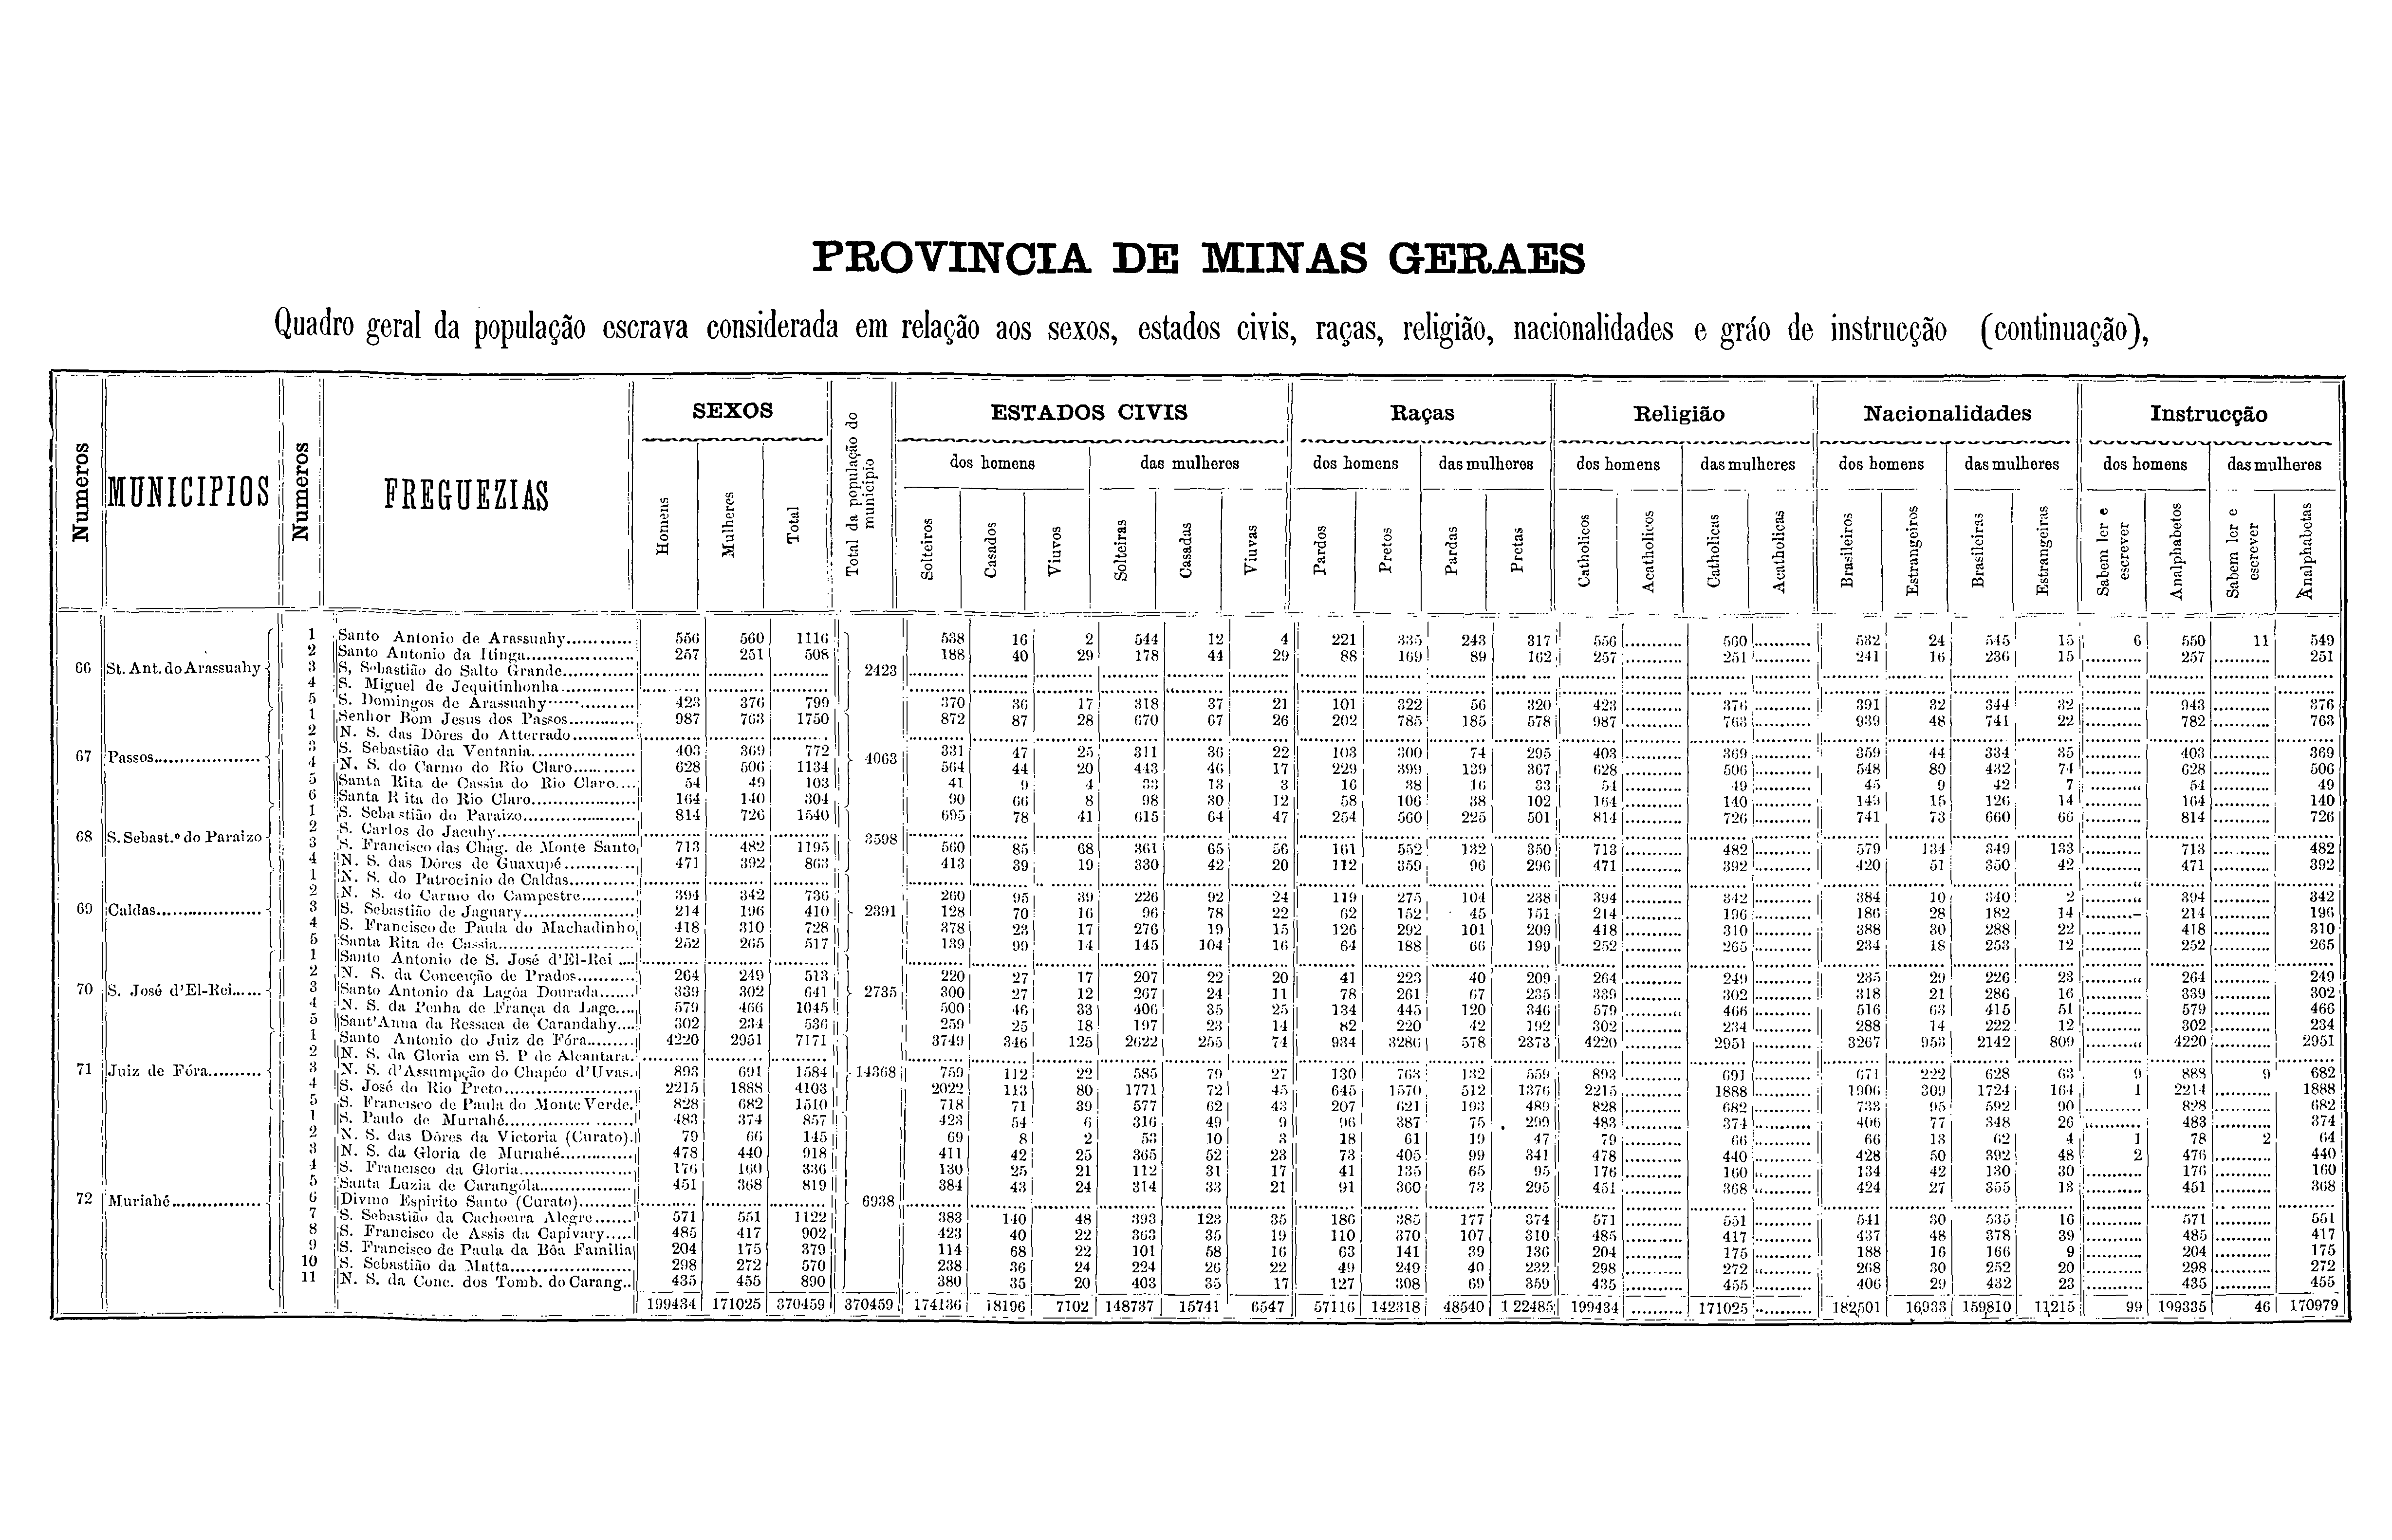 PROVINCIA DE MINAS GERAES
Quadro geral da população escrava considerada em relação aos sexos, estados civis, raças, religião, nacionalidades e gráo de instrucção (continuação),
Numeros MUNICIPIOS Numeros FREGUEZIAS SEXOS Total da população do municipio ESTADOS CIVIS Raças Religião Nacionalidades Instrucção
dos homens das mulheres dos homens das mulheres dos homens das mulheres dos homens das mulheres dos homens das mulheres
Homens Mulheres Total Solteiros Casados Viuvos Solteiras Casadas Viuvas Pardos Pretos Pardas Pretas Catholicos Acatholicos Catholicas Acatholicas Brasileiros Estrangeiros Brasileiras Estrangeiras Sabem ler e escrever Analphabetos Sabem ler e escrever Analphabetas
66 St. Ant. do Arassuahy 2423
1 Santo Antonio de Arassuahy 556 560 1116 538 16 2 544 12 4 221 335 243 317 556 560 532 24 545 15 6 550 11 549
2 Santo Antonio da Itinga 257 251 508 188 40 29 178 44 29 88 169 89 162 257 251 241 16 236 15 257 251
3 S. Sebastião do Salto Grande
4 S. Miguel de Jequitinhonha
5 S. Domingos de Arassuahy 423 376 799 370 36 17 318 37 21 101 322 56 320 423 376 391 32 344 32 943 376
67 Passos 4063
1 Senhor Bom Jesus dos Passos 987 763 1750 872 87 28 670 67 26 202 785 185 578 987 763 939 48 741 22 782 763
2 N. S. das Dôres do Atterrado
3 S. Sebastião da Ventania 403 369 772 331 47 25 311 36 22 103 300 74 295 403 369 359 44 334 35 403 369
4 N. S. do Carmo do Rio Claro 628 506 1134 564 44 20 443 46 17 229 399 139 367 628 506 548 80 432 74 628 506
5 Santa Rita de Cassia do Rio Claro 54 49 103 41 9 4 33 13 3 16 38 16 33 54 49 45 9 42 7 54 49
6 Santa Rita do Rio Claro 164 140 304 90 66 8 98 30 12 58 106 38 102 164 140 149 15 126 14 164 140
68 S. Sebast.º do Paraizo 3598
1 S. Sebastião do Paraizo 814 726 1540 695 78 41 615 64 47 254 560 225 501 814 726 741 73 660 66 814 726
2 S. Carlos do Jacuhy
3 S. Francisco das Chag. de Monte Santo 713 482 1195 560 85 68 361 65 56 161 552 132 350 713 482 579 134 349 133 713 482
4 N. S. das Dôres de Guaxupé 471 392 863 413 39 19 330 42 20 112 359 96 296 471 392 420 51 350 42 471 392
69 Caldas 2391
1 N. S. do Patrocinio de Caldas
2 N. S. do Carmo do Campestre 394 342 736 260 95 39 226 92 24 119 275 104 238 394 342 384 10 340 2 394 342
3 S. Sebastião de Jaguary 214 196 410 128 70 16 96 78 22 62 152 45 151 214 196 186 28 182 14 214 196
4 S. Francisco de Paula do Machadinho 418 310 728 378 23 17 276 19 15 126 292 101 209 418 310 388 30 288 22 418 310
5 Santa Rita de Cassia 252 265 517 139 99 14 145 104 16 64 188 66 199 252 265 234 18 253 12 252 265
70 S. José d'El-Rei 2735
1 Santo Antonio de S. José d'El-Rei
2 N. S. da Conceição de Prados 264 249 513 220 27 17 207 22 20 41 223 40 209 264 249 235 29 226 23 264 249
3 Santo Antonio da Lagôa Dourada 339 302 641 300 27 12 267 24 11 78 261 67 235 339 302 318 21 286 16 339 302
4 N. S. da Penha de França da Lage 579 466 1045 500 46 33 406 35 25 134 445 120 346 579 466 516 63 415 51 579 466
5 Sant'Anna da Ressaca de Carandahy 302 234 536 259 25 18 197 23 14 82 220 42 192 302 234 288 14 222 12 302 234
71 Juiz de Fóra 14368
1 Santo Antonio do Juiz de Fóra 4220 2951 7171 3749 346 125 2622 255 74 934 3286 578 2373 4220 2951 3267 953 2142 809 4220 2951
2 N. S. da Gloria em S. P de Alcantara
3 N. S. d'Assumpção do Chapéo d'Uvas 893 691 1584 759 112 22 585 79 27 130 763 132 559 893 691 671 222 628 63 9 888 9 682
4 S. José do Rio Preto 2215 1888 4103 2022 113 80 1771 72 45 645 1570 512 1376 2215 1888 1906 309 1724 164 1 2214 1888
5 S. Francisco de Paula do Monte Verde 828 682 1510 718 71 39 577 62 43 207 621 193 489 828 682 733 95 592 90 828 682
72 Muriahé 6938
1 S. Paulo de Muriahé 483 374 857 423 54 6 316 49 9 96 387 75 299 483 374 406 77 348 26 483 374
2 N. S. das Dôres da Victoria (Curato) 79 66 145 69 8 2 53 10 3 18 61 19 47 79 66 66 13 62 4 1 78 2 64
3 N. S. da Gloria de Muriahé 478 440 918 411 42 25 365 52 23 73 405 99 341 478 440 428 50 392 48 2 476 440
4 S. Francisco da Gloria 176 160 336 130 25 21 112 31 17 41 135 65 95 176 160 134 42 130 30 176 160
5 Santa Luzia de Carangóla 451 368 819 384 43 24 314 33 21 91 360 73 295 451 368 424 27 355 13 451 368
6 Divino Espirito Santo (Curato)
7 S. Sebastião da Cachoeira Alegre 571 551 1122 383 140 48 393 123 35 186 385 177 374 571 551 541 30 535 16 571 551
8 S. Francisco de Assis da Capivary 485 417 902 423 40 22 363 35 19 110 370 107 310 485 417 437 48 378 39 485 417
9 S. Francisco de Paula da Bôa Familia 204 175 379 114 68 22 101 58 16 63 141 39 136 204 175 188 16 166 9 204 175
10 S. Sebastião da Matta 298 272 570 238 36 24 224 26 22 49 249 40 232 298 272 268 30 252 20 298 272
11 N. S. da Conc. dos Tomb. do Carang. 435 455 890 380 35 20 403 35 17 127 308 69 359 435 455 406 29 432 23 435 455
199434 171025 370459 370459 174136 18196 7102 148737 15741 6547 57116 142318 48540 122485 199434 171025 182501 16933 159810 11215 99 199335 46 170979